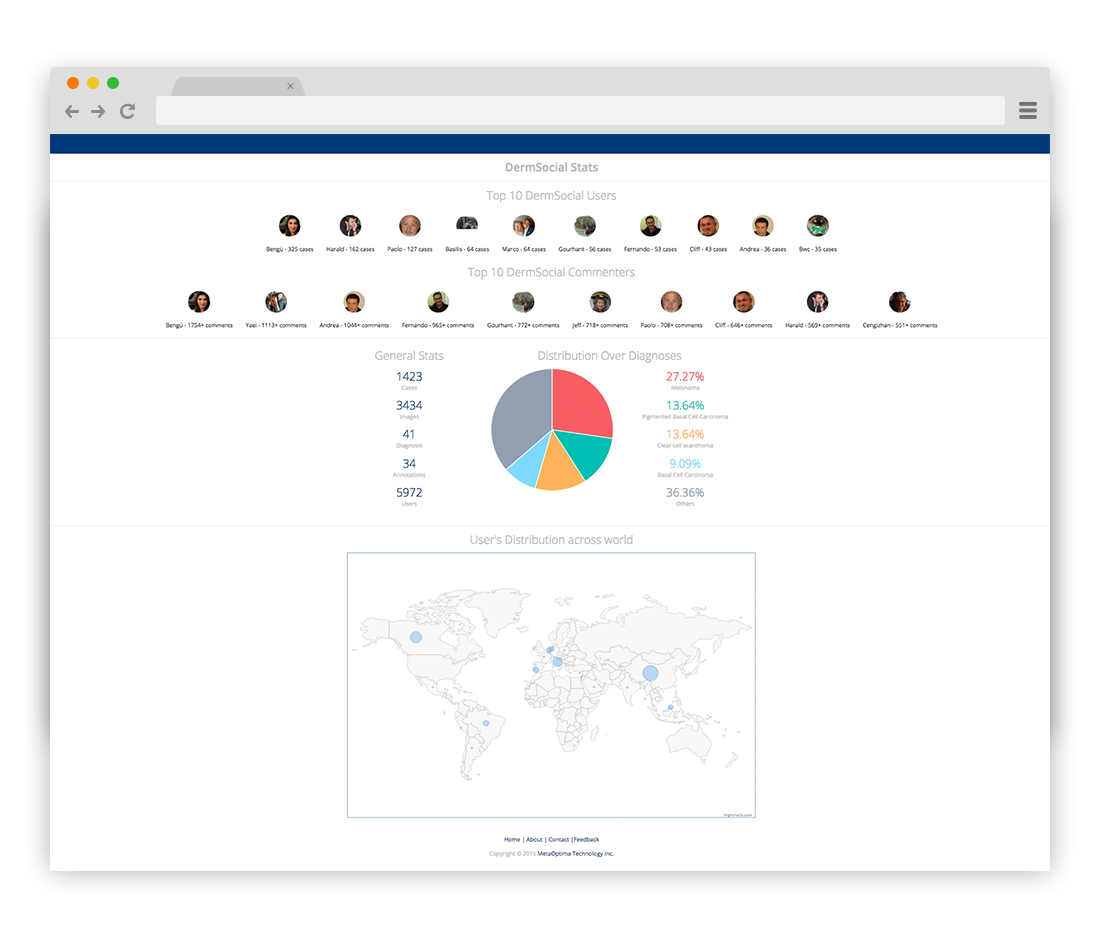 DermSocial Stats
Top 10 DermSocial Users
Bengü - 325 cases Harald - 162 cases Paolo - 127 cases Basilis - 64 cases Marco - 64 cases Gourhant - 56 cases Fernando - 53 cases Cliff - 43 cases Andrea - 36 cases Bwc - 35 cases
Top 10 DermSocial Commenters
Bengü - 1754+ comments Yael - 1113+ comments Andrea - 1044+ comments Fernando - 965+ comments Gourhant - 772+ comments Jeff - 718+ comments Paolo - 708+ comments Cliff - 646+ comments Harald - 569+ comments Cengizhan - 551+ comments
General Stats
1423
Cases
3434
Images
41
Diagnosis
34
Annotations
5972
Users
Distribution Over Diagnoses
27.27%
Melonama
13.64%
Pigmented Basal Cell Carcinoma
13.64%
Clear cell acanthoma
9.09%
Basal Cell Carcinoma
36.36%
Others
User's Distribution across world
Highcharts.com
Home | About | Contact |Feedback
Copyright © 2015 MetaOptima Technology Inc.